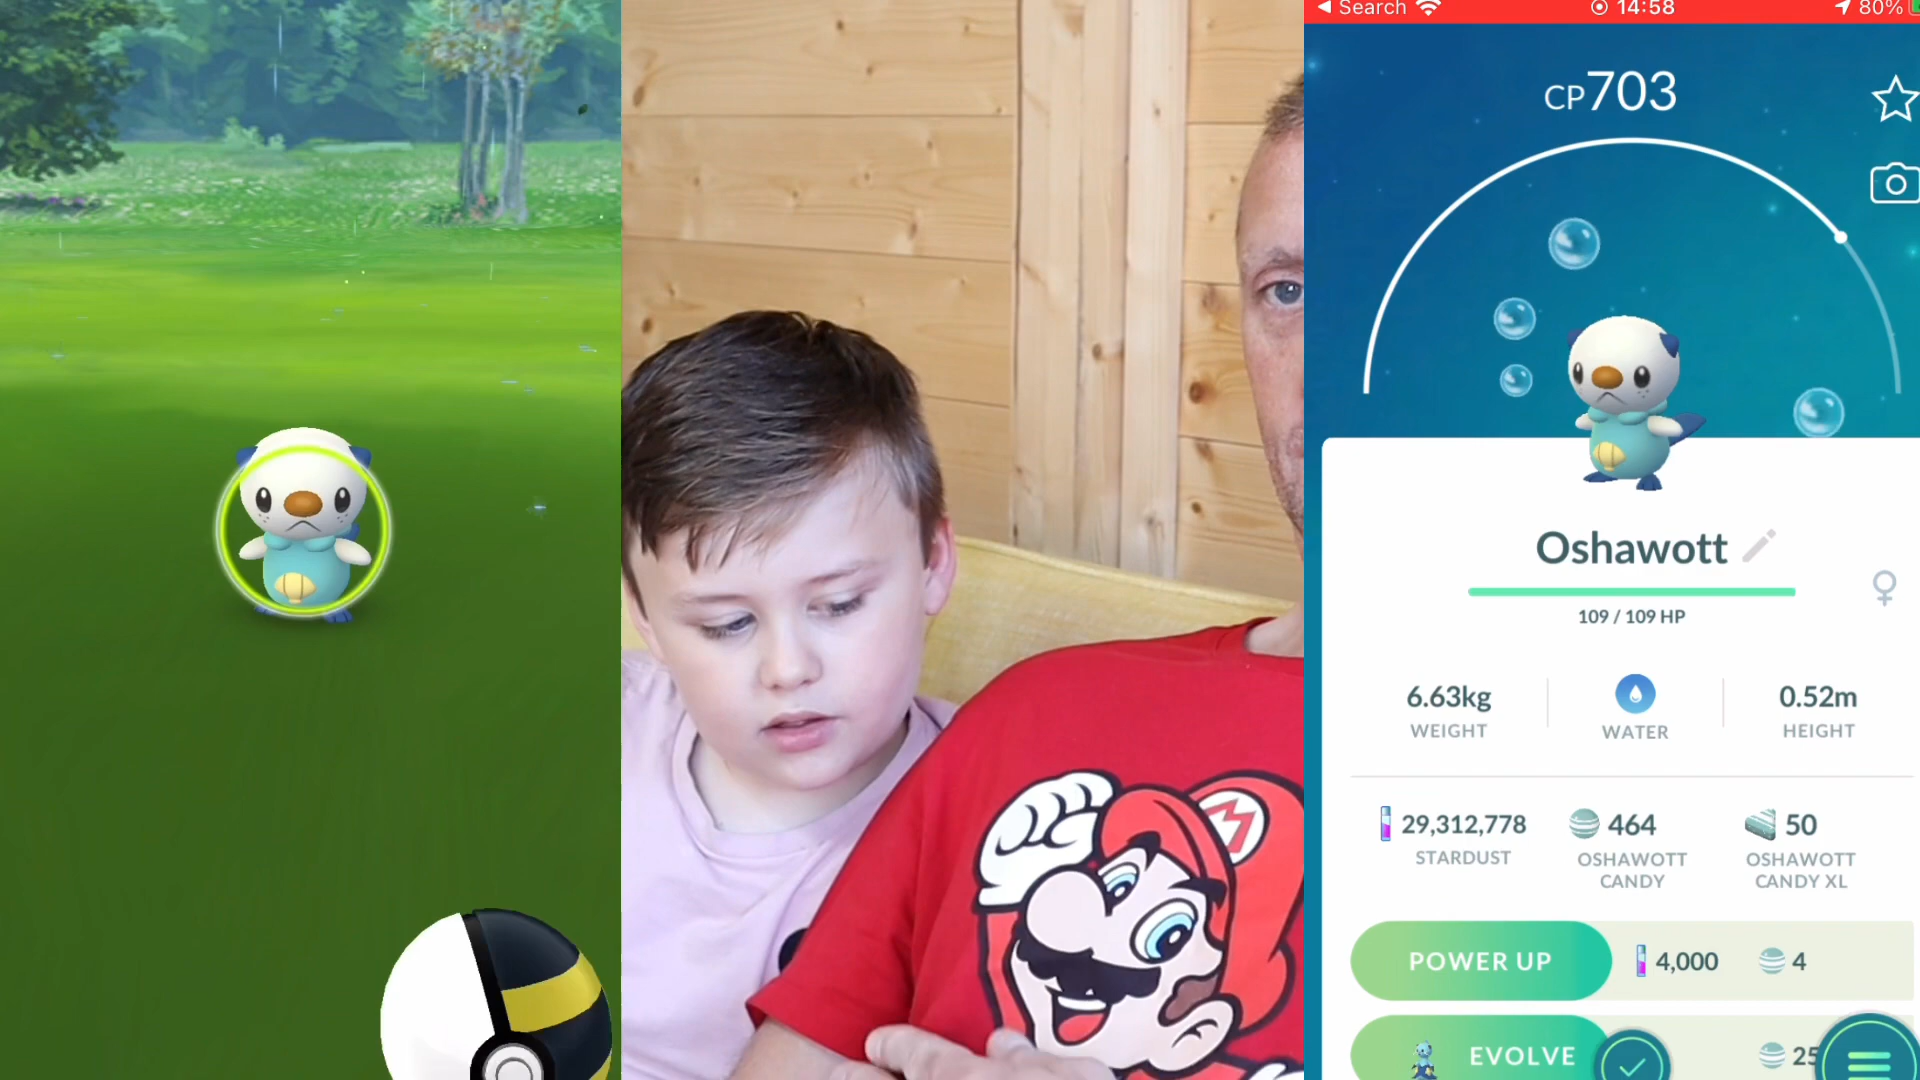 Search 14:58 80%
CP703
Oshawott
109 / 109 HP
6.63kg
WEIGHT
WATER
0.52m
HEIGHT
29,312,778
STARDUST
464
OSHAWOTT
CANDY
50
OSHAWOTT
CANDY XL
POWER UP 4,000 4
EVOLVE 25
M